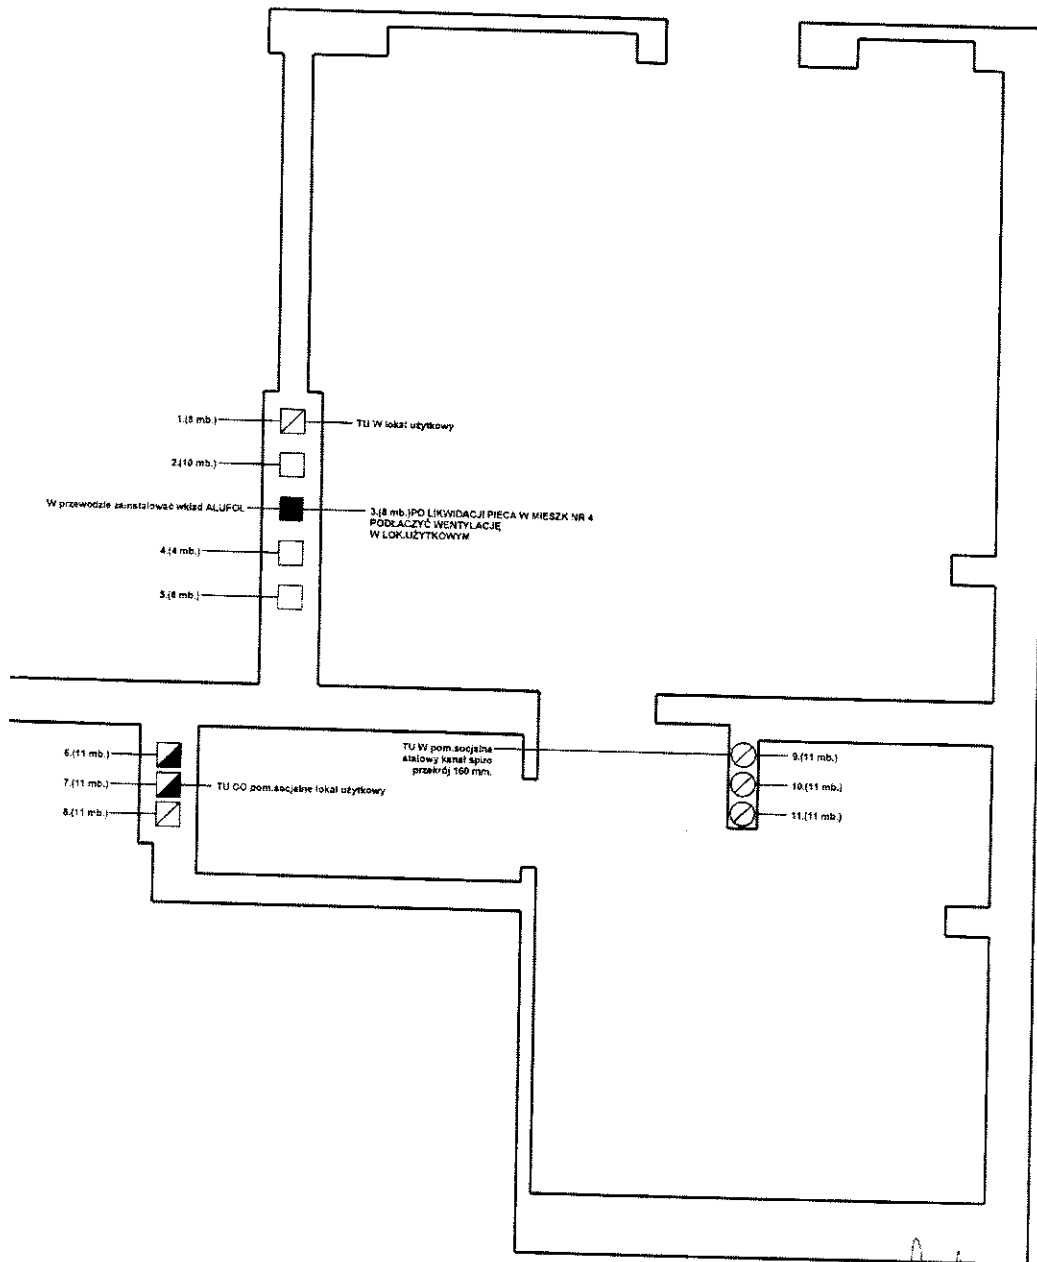 1.(8 mb.)
TU W lokal użytkowy
2.(10 mb.)
W przewodzie zainstalować wkład ALUFOL
3.(8 mb.)PO LIKWIDACJI PIECA W MIESZK NR 4
PODŁACZYĆ WENTYLACJĘ
W LOK.UŻYTKOWYM
4.(4 mb.)
5.(6 mb.)
6.(11 mb.)
7.(11 mb.)
TU CO pom.socjalne lokal użytkowy
8.(11 mb.)
TU W pom.socjalne
stalowy kanał spiro
przekrój 160 mm.
9.(11 mb.)
10.(11 mb.)
11.(11 mb.)